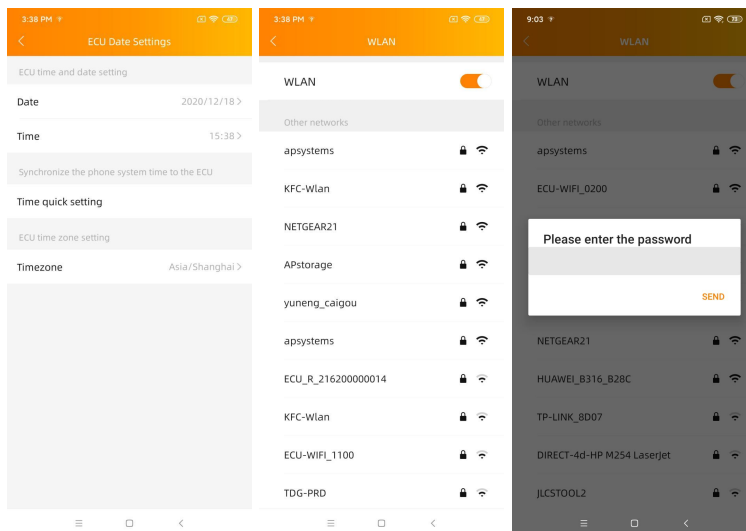 3:38 PM
69
ECU Date Settings
ECU time and date setting
Date 2020/12/18
Time 15:38
Synchronize the phone system time to the ECU
Time quick setting
ECU time zone setting
Timezone Asia/Shanghai
3:38 PM
69
WLAN
WLAN
Other networks
apsystems
KFC-Wlan
NETGEAR21
APstorage
yuneng_caigou
apsystems
ECU_R_216200000014
KFC-Wlan
ECU-WIFI_1100
TDG-PRD
9:03
WLAN
WLAN
Other networks
apsystems
ECU-WIFI_0200
Please enter the password
SEND
NETGEAR21
HUAWEI_B316_B28C
TP-LINK_8D07
DIRECT-4d-HP M254 LaserJet
JLCSTOOL2